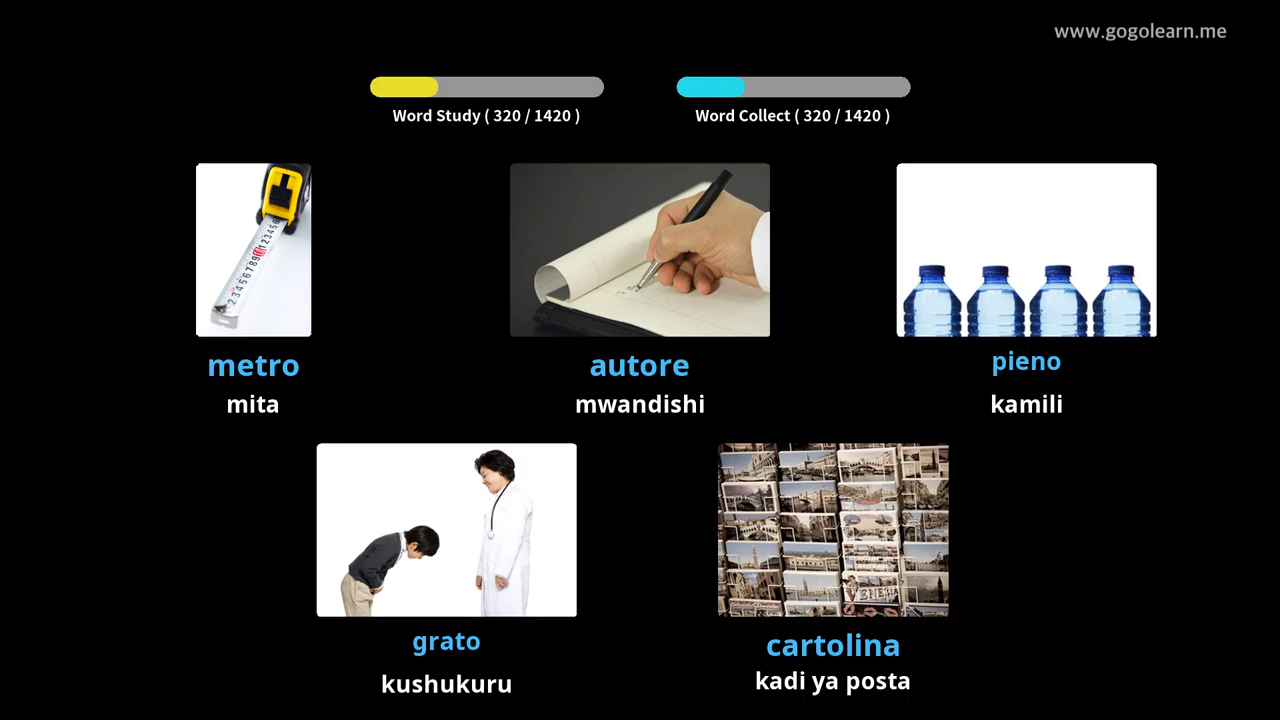 www.gogolearn.me
Word Study ( 320 / 1420 )
Word Collect ( 320 / 1420 )
metro
mita
autore
mwandishi
pieno
kamili
grato
kushukuru
cartolina
kadi ya posta